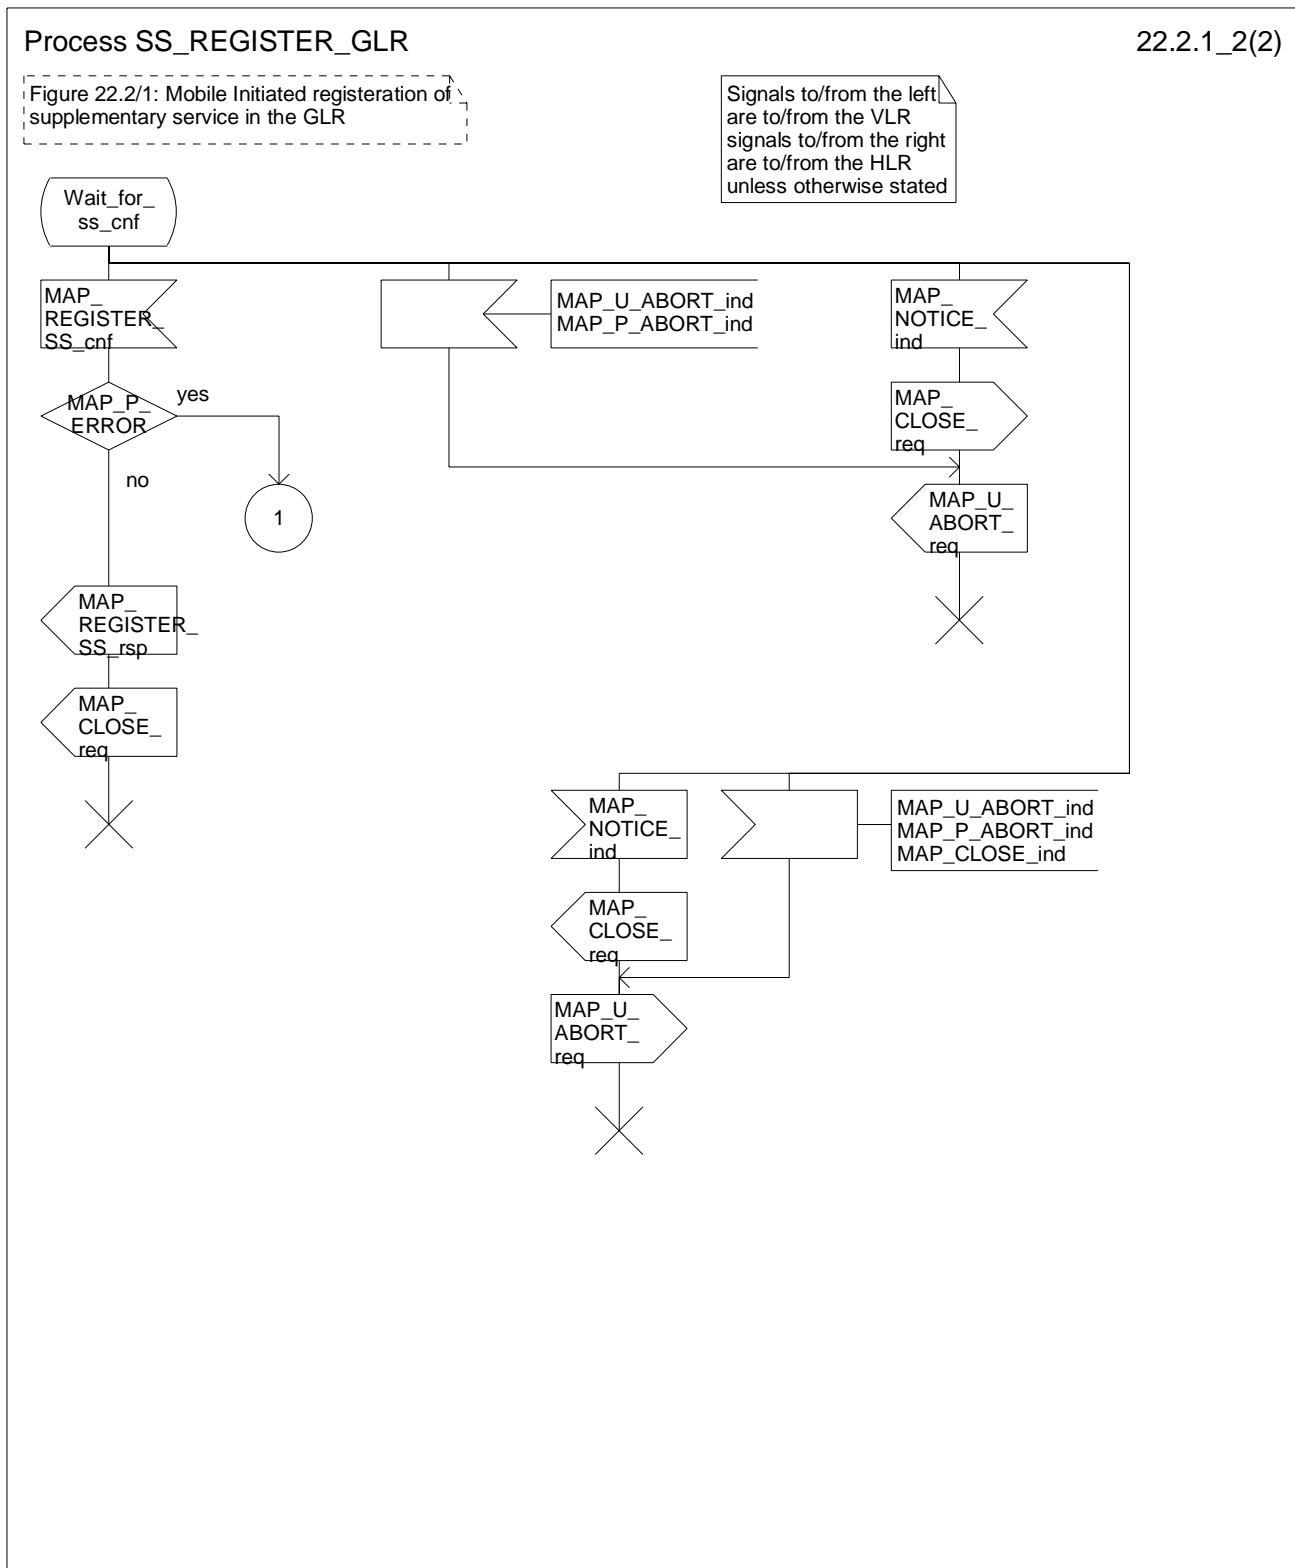 Process SS_REGISTER_GLR
22.2.1_2(2)
Figure 22.2/1: Mobile Initiated registeration of
supplementary service in the GLR
Signals to/from the left
are to/from the VLR
signals to/from the right
are to/from the HLR
unless otherwise stated
Wait_for_
ss_cnf
MAP_
REGISTER_
SS_cnf
MAP_U_ABORT_ind
MAP_P_ABORT_ind
MAP_
NOTICE_
ind
MAP_P_
ERROR
yes
no
1
MAP_
CLOSE_
req
MAP_U_
ABORT_
req
MAP_
REGISTER_
SS_rsp
MAP_
CLOSE_
req
MAP_
NOTICE_
ind
MAP_U_ABORT_ind
MAP_P_ABORT_ind
MAP_CLOSE_ind
MAP_
CLOSE_
req
MAP_U_
ABORT_
req